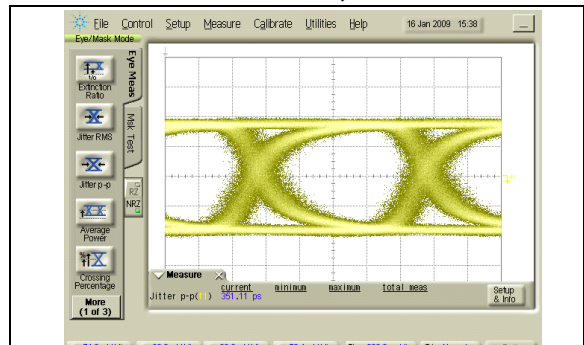 File Control Setup Measure Calibrate Utilities Help 16 Jan 2009 15:38
Eye/Mask Mode
Eye Meas
Msk Test
Extinction
Ratio
Jitter RMS
Jitter p-p
RZ
NRZ
Average
Power
Crossing
Percentage
More
(1 of 3)
Measure
current minimum maximum total meas
Jitter p-p( ) 351.11 ps
Setup
& Info